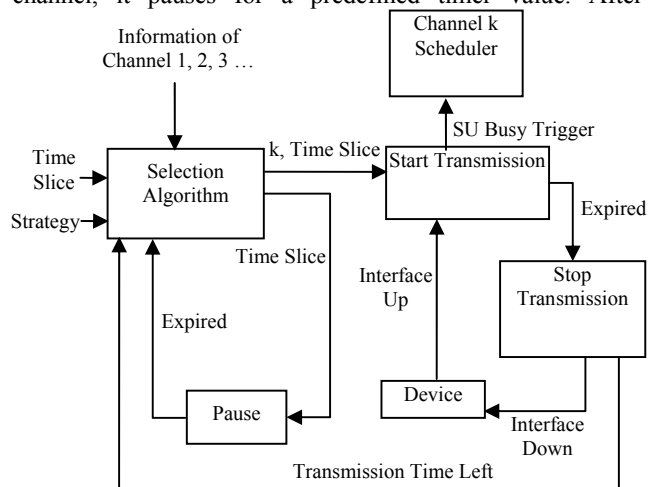 channel, it pauses for a predefined timer value. After
Information of
Channel 1, 2, 3 …
Channel k
Scheduler
SU Busy Trigger
Time
Slice
Strategy
Selection
Algorithm
k, Time Slice
Start Transmission
Expired
Time Slice
Stop
Transmission
Interface
Up
Expired
Pause
Device
Interface
Down
Transmission Time Left